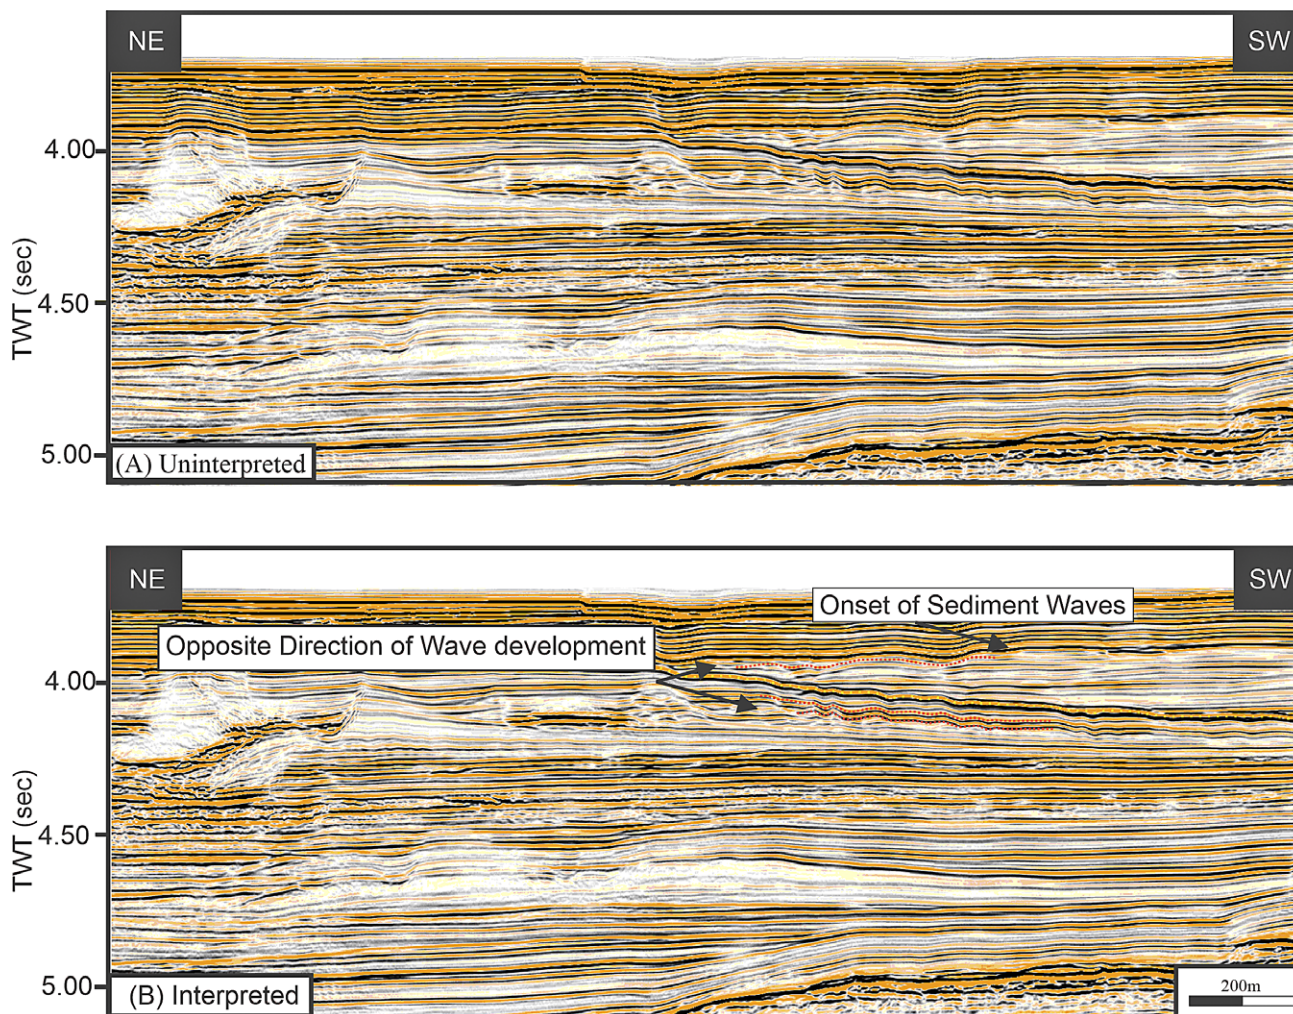 NE
SW
4.00
4.50
5.00
TWT (sec)
(A) Uninterpreted
NE
SW
Onset of Sediment Waves
Opposite Direction of Wave development
4.00
4.50
5.00
TWT (sec)
(B) Interpreted
200m